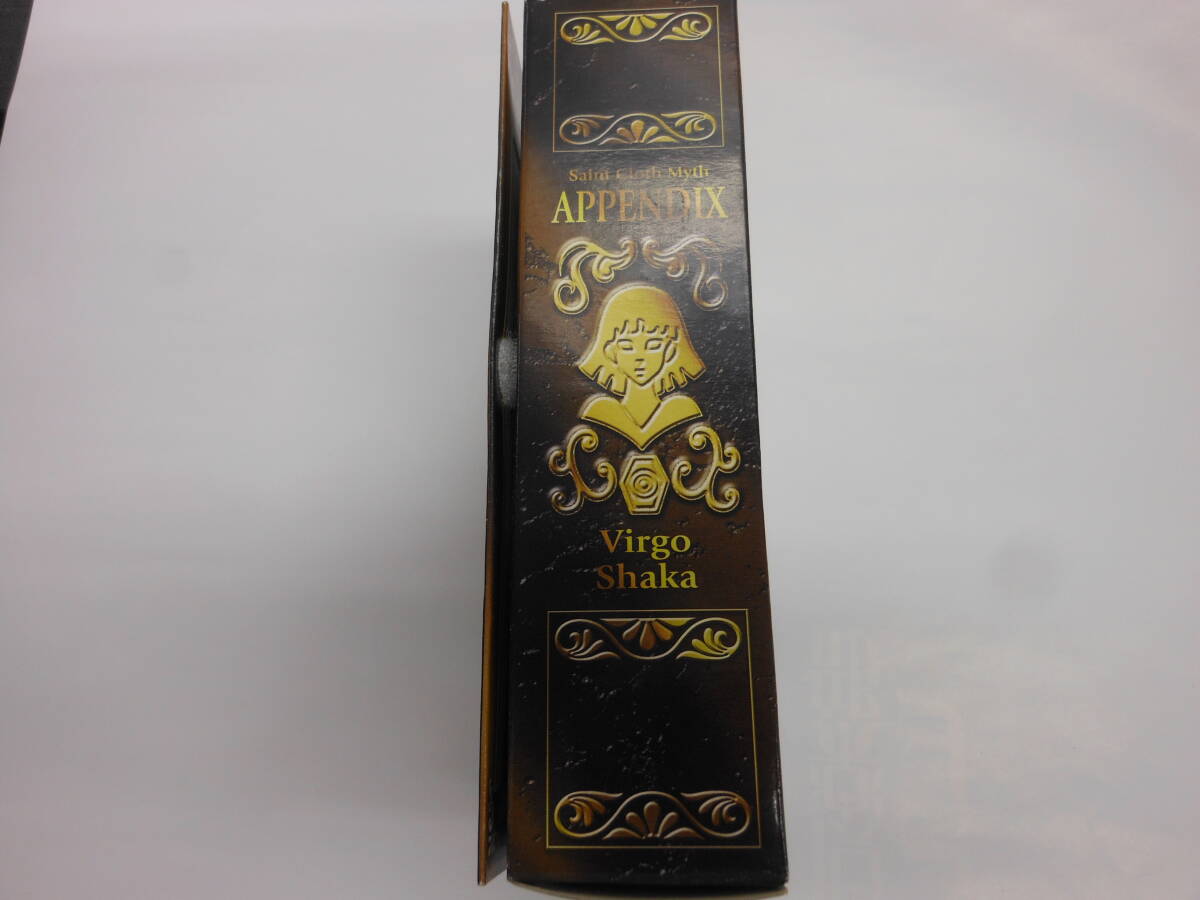 Saint Cloth Myth
APPENDIX
Virgo
Shaka